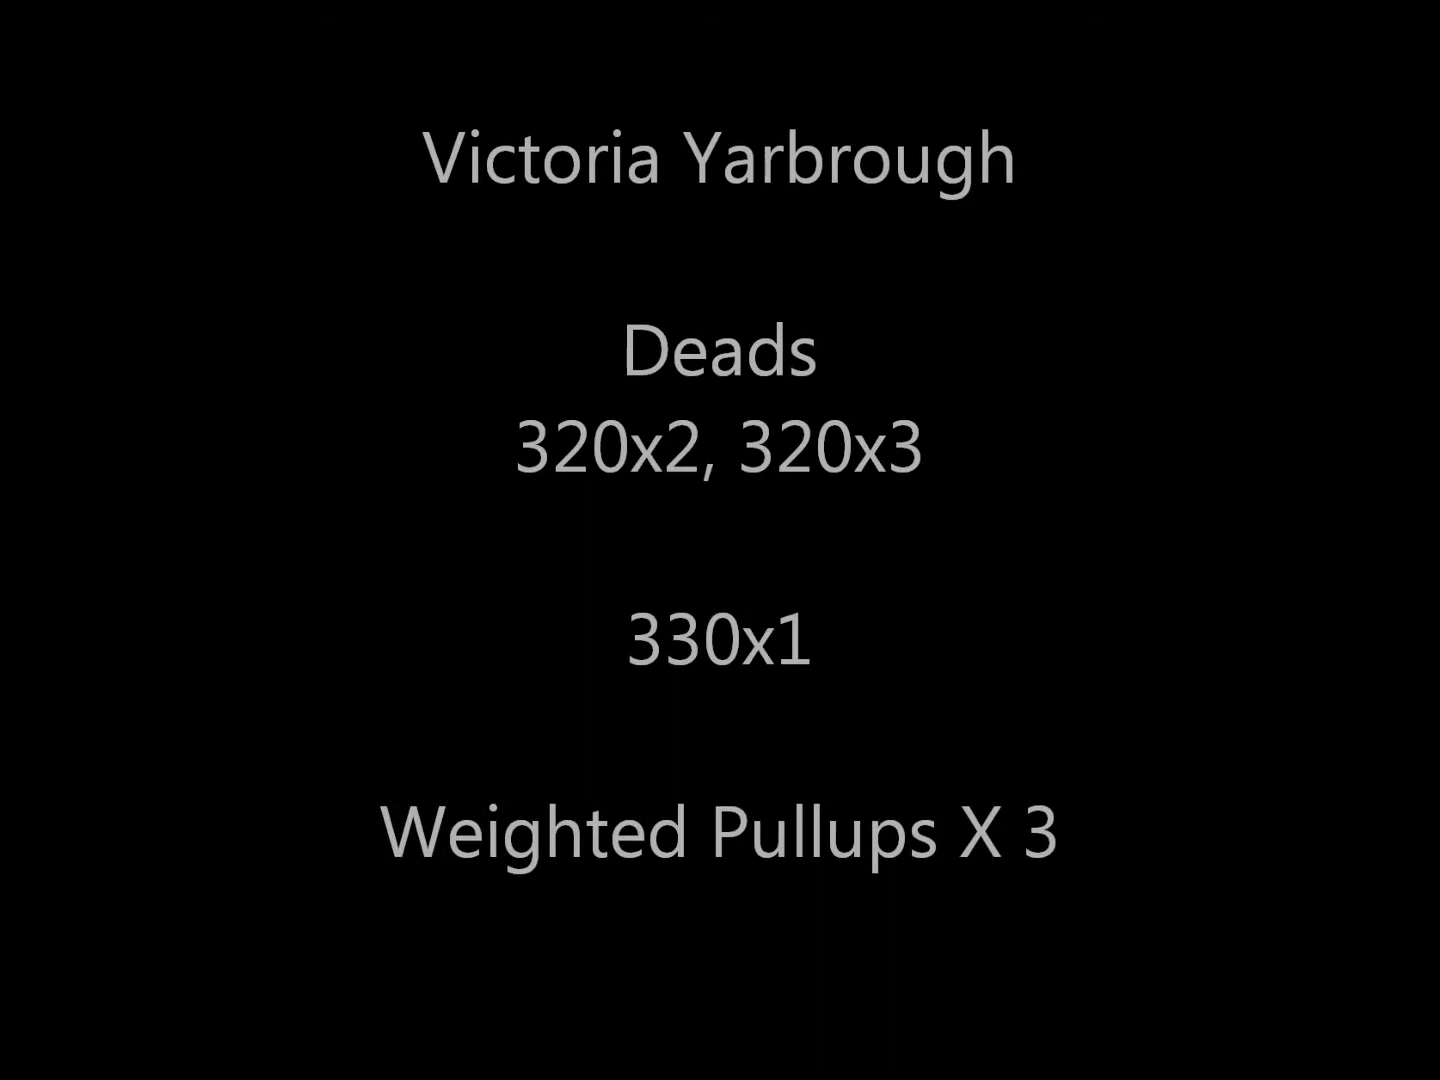 Victoria Yarbrough
Deads
320x2, 320x3
330x1
Weighted Pullups X 3